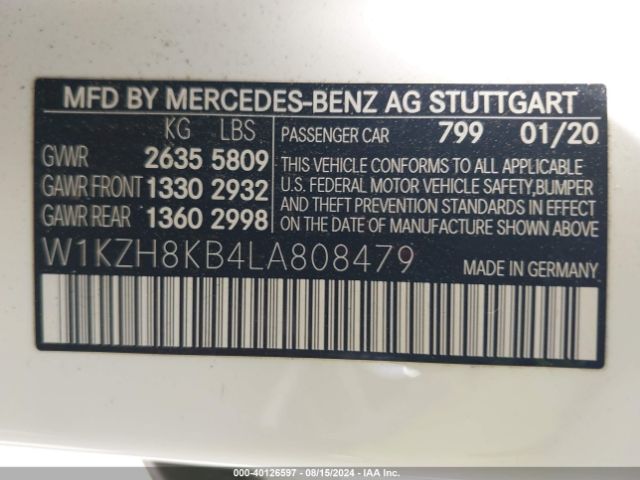 MFD BY MERCEDES-BENZ AG STUTTGART
KG LBS
GVWR 2635 5809
GAWR FRONT 1330 2932
GAWR REAR 1360 2998
PASSENGER CAR 799 01/20
THIS VEHICLE CONFORMS TO ALL APPLICABLE
U.S. FEDERAL MOTOR VEHICLE SAFETY,BUMPER
AND THEFT PREVENTION STANDARDS IN EFFECT
ON THE DATE OF MANUFACTURE SHOWN ABOVE
W1KZH8KB4LA808479 MADE IN GERMANY
000-40126597 - 08/15/2024 - IAA Inc.